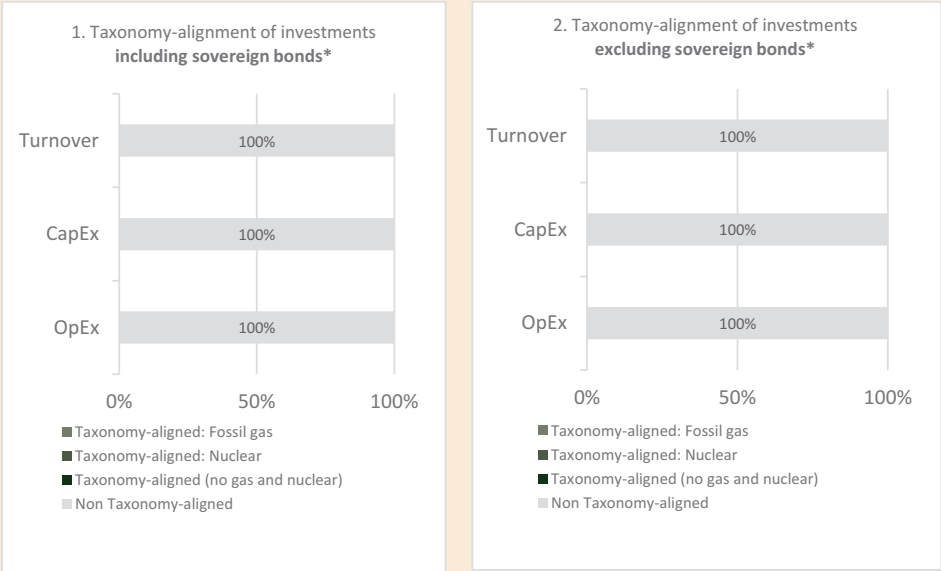 1. Taxonomy-alignment of investments
including sovereign bonds*
Turnover
100%
CapEx
100%
OpEx
100%
0% 50% 100%
Taxonomy-aligned: Fossil gas
Taxonomy-aligned: Nuclear
Taxonomy-aligned (no gas and nuclear)
Non Taxonomy-aligned
2. Taxonomy-alignment of investments
excluding sovereign bonds*
Turnover
100%
CapEx
100%
OpEx
100%
0% 50% 100%
Taxonomy-aligned: Fossil gas
Taxonomy-aligned: Nuclear
Taxonomy-aligned (no gas and nuclear)
Non Taxonomy-aligned